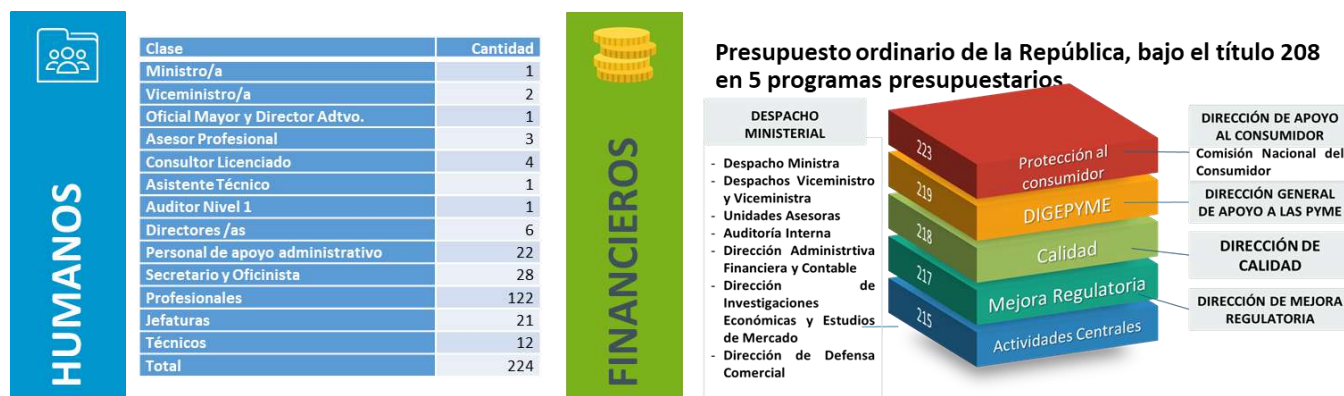 HUMANOS
Clase Cantidad
Ministro/a 1
Viceministro/a 2
Oficial Mayor y Director Adtvo. 1
Asesor Profesional 3
Consultor Licenciado 4
Asistente Técnico 1
Auditor Nivel 1 1
Directores /as 6
Personal de apoyo administrativo 22
Secretario y Oficinista 28
Profesionales 122
Jefaturas 21
Técnicos 12
Total 224
FINANCIEROS
Presupuesto ordinario de la República, bajo el título 208
en 5 programas presupuestarios
DESPACHO
MINISTERIAL
- Despacho Ministra
- Despachos Viceministro
y Viceministra
- Unidades Asesoras
- Auditoría Interna
- Dirección Administrtiva
Financiera y Contable
- Dirección de
Investigaciones
Económicas y Estudios
de Mercado
- Dirección de Defensa
Comercial
223 Protección al
consumidor
219 DIGEPYME
218 Calidad
217 Mejora Regulatoria
215 Actividades Centrales
DIRECCIÓN DE APOYO
AL CONSUMIDOR
Comisión Nacional del
Consumidor
DIRECCIÓN GENERAL
DE APOYO A LAS PYME
DIRECCIÓN DE
CALIDAD
DIRECCIÓN DE MEJORA
REGULATORIA